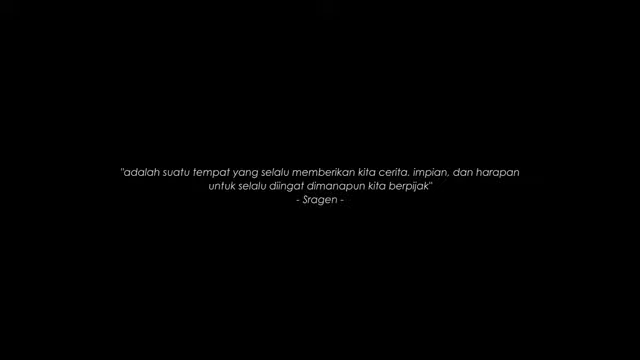 "adalah suatu tempat yang selalu memberikan kita cerita. impian, dan harapan
untuk selalu diingat dimanapun kita berpijak"
- Sragen -